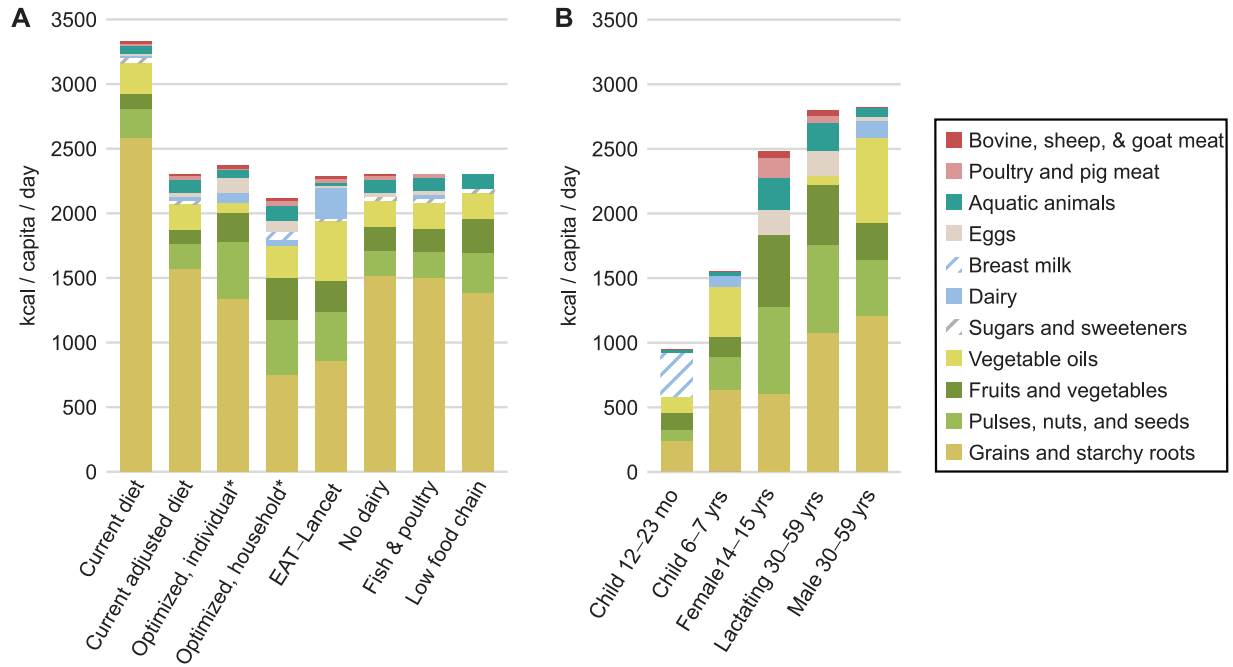 A
kcal / capita / day
3500
3000
2500
2000
1500
1000
500
0
Current diet
Current adjusted diet
Optimized, individual*
Optimized, household*
EAT–Lancet
No dairy
Fish & poultry
Low food chain
B
kcal / capita / day
3500
3000
2500
2000
1500
1000
500
0
Child 12–23 mo
Child 6–7 yrs
Female14–15 yrs
Lactating 30–59 yrs
Male 30–59 yrs
Bovine, sheep, & goat meat
Poultry and pig meat
Aquatic animals
Eggs
Breast milk
Dairy
Sugars and sweeteners
Vegetable oils
Fruits and vegetables
Pulses, nuts, and seeds
Grains and starchy roots